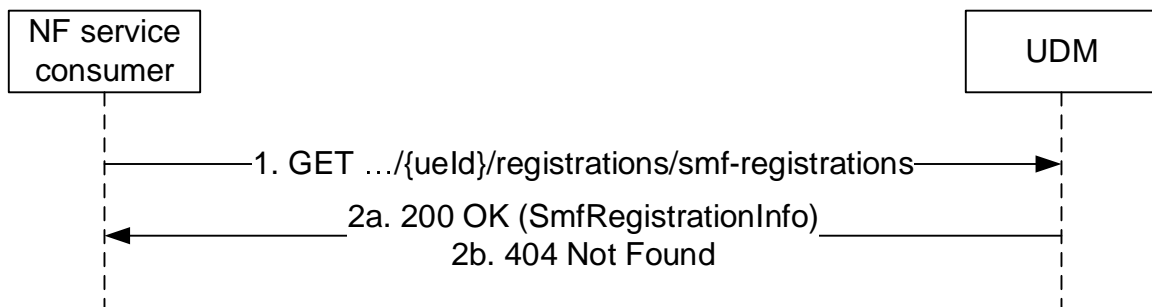 NF service
consumer
UDM
1. GET …/{ueId}/registrations/smf-registrations
2a. 200 OK (SmfRegistrationInfo)
2b. 404 Not Found